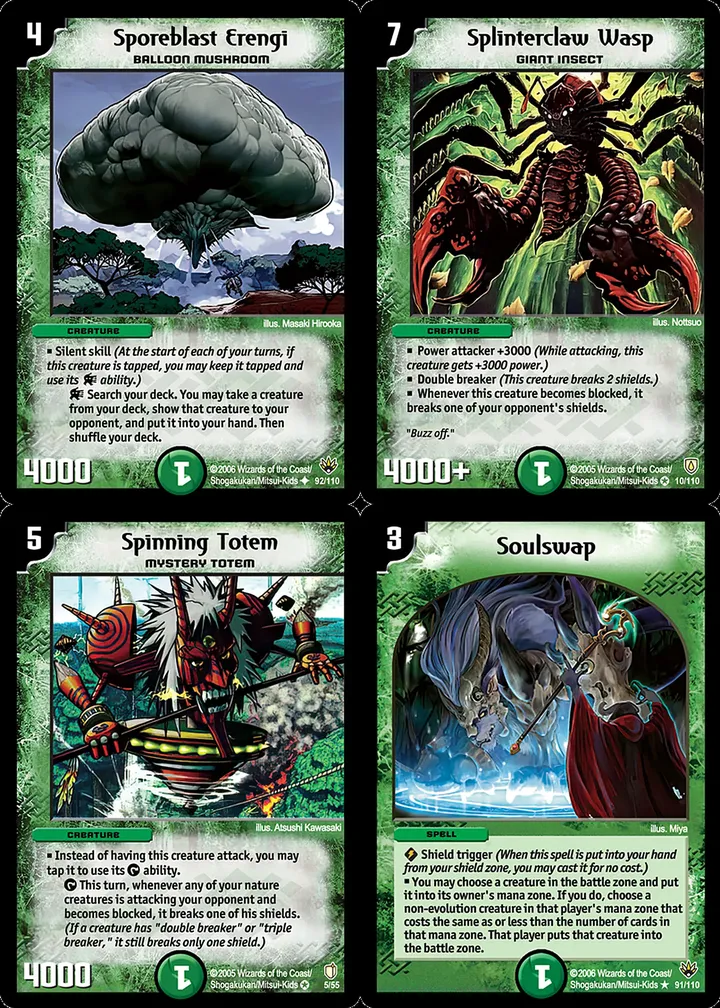 4
Sporeblast Erengi
BALLOON MUSHROOM
illus. Masaki Hirooka
CREATURE
▪ Silent skill (At the start of each of your turns, if
this creature is tapped, you may keep it tapped and
use its ability.)
Search your deck. You may take a creature
from your deck, show that creature to your
opponent, and put it into your hand. Then
shuffle your deck.
4000
1
©2006 Wizards of the Coast/
Shogakukan/Mitsui-Kids ✦ 92/110
7
Splinterclaw Wasp
GIANT INSECT
illus. Nottsuo
CREATURE
▪ Power attacker +3000 (While attacking, this
creature gets +3000 power.)
▪ Double breaker (This creature breaks 2 shields.)
▪ Whenever this creature becomes blocked, it
breaks one of your opponent's shields.
"Buzz off."
4000+
1
©2005 Wizards of the Coast/
Shogakukan/Mitsui-Kids ✪ 10/110
5
Spinning Totem
MYSTERY TOTEM
illus. Atsushi Kawasaki
CREATURE
▪ Instead of having this creature attack, you may
tap it to use its ability.
This turn, whenever any of your nature
creatures is attacking your opponent and
becomes blocked, it breaks one of his shields.
(If a creature has "double breaker" or "triple
breaker," it still breaks only one shield.)
4000
1
©2005 Wizards of the Coast/
Shogakukan/Mitsui-Kids ✪ 5/55
3
Soulswap
illus. Miya
SPELL
Shield trigger (When this spell is put into your hand
from your shield zone, you may cast it for no cost.)
▪ You may choose a creature in the battle zone and put
it into its owner's mana zone. If you do, choose a
non-evolution creature in that player's mana zone that
costs the same as or less than the number of cards in
that mana zone. That player puts that creature into
the battle zone.
1
©2006 Wizards of the Coast/
Shogakukan/Mitsui-Kids ★ 91/110